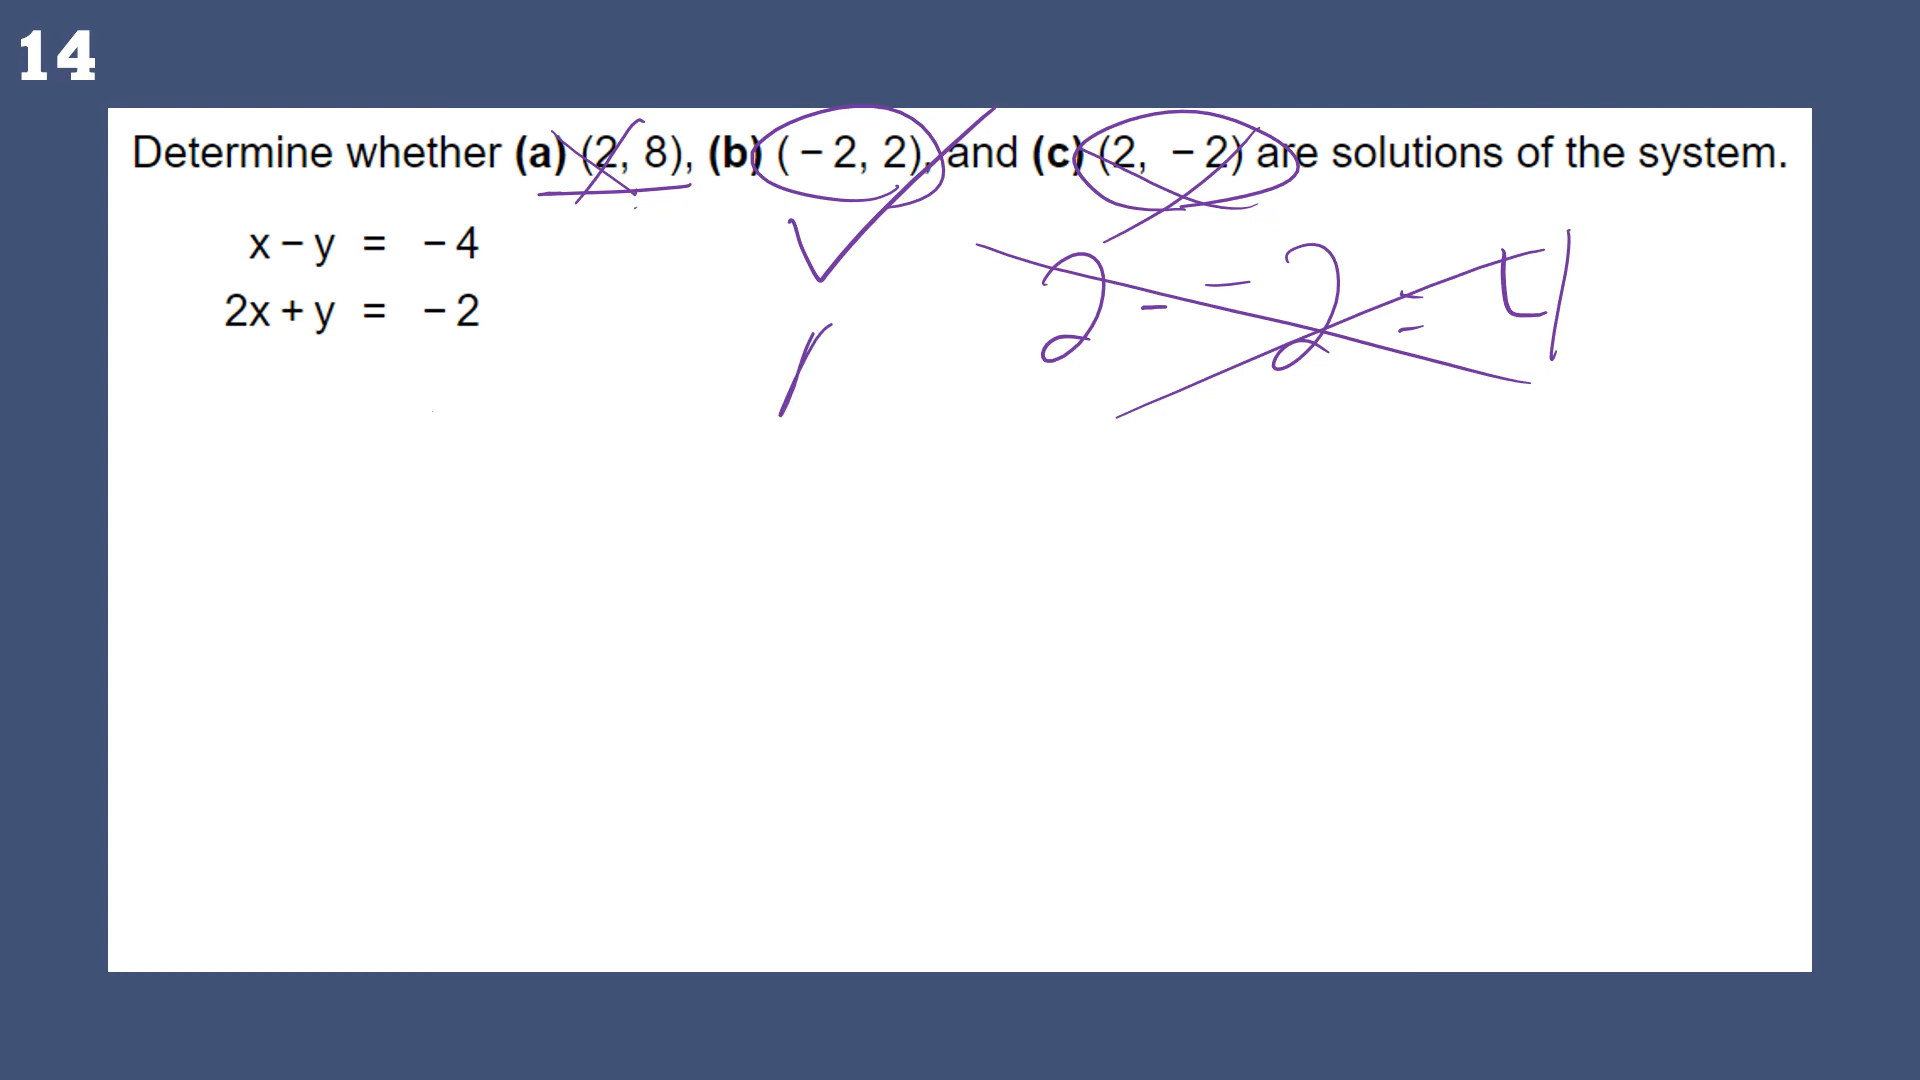 14
Determine whether (a) (2, 8), (b) (−2, 2), and (c) (2, −2) are solutions of the system.
x − y = −4
2 - - 2 = 4
2x + y = −2